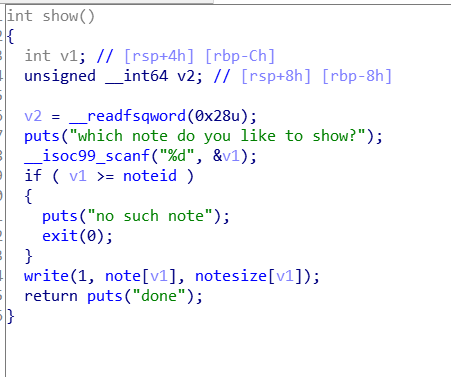 int show()
{
  int v1; // [rsp+4h] [rbp-Ch]
  unsigned __int64 v2; // [rsp+8h] [rbp-8h]

  v2 = __readfsqword(0x28u);
  puts("which note do you like to show?");
  __isoc99_scanf("%d", &v1);
  if ( v1 >= noteid )
  {
    puts("no such note");
    exit(0);
  }
  write(1, note[v1], notesize[v1]);
  return puts("done");
}